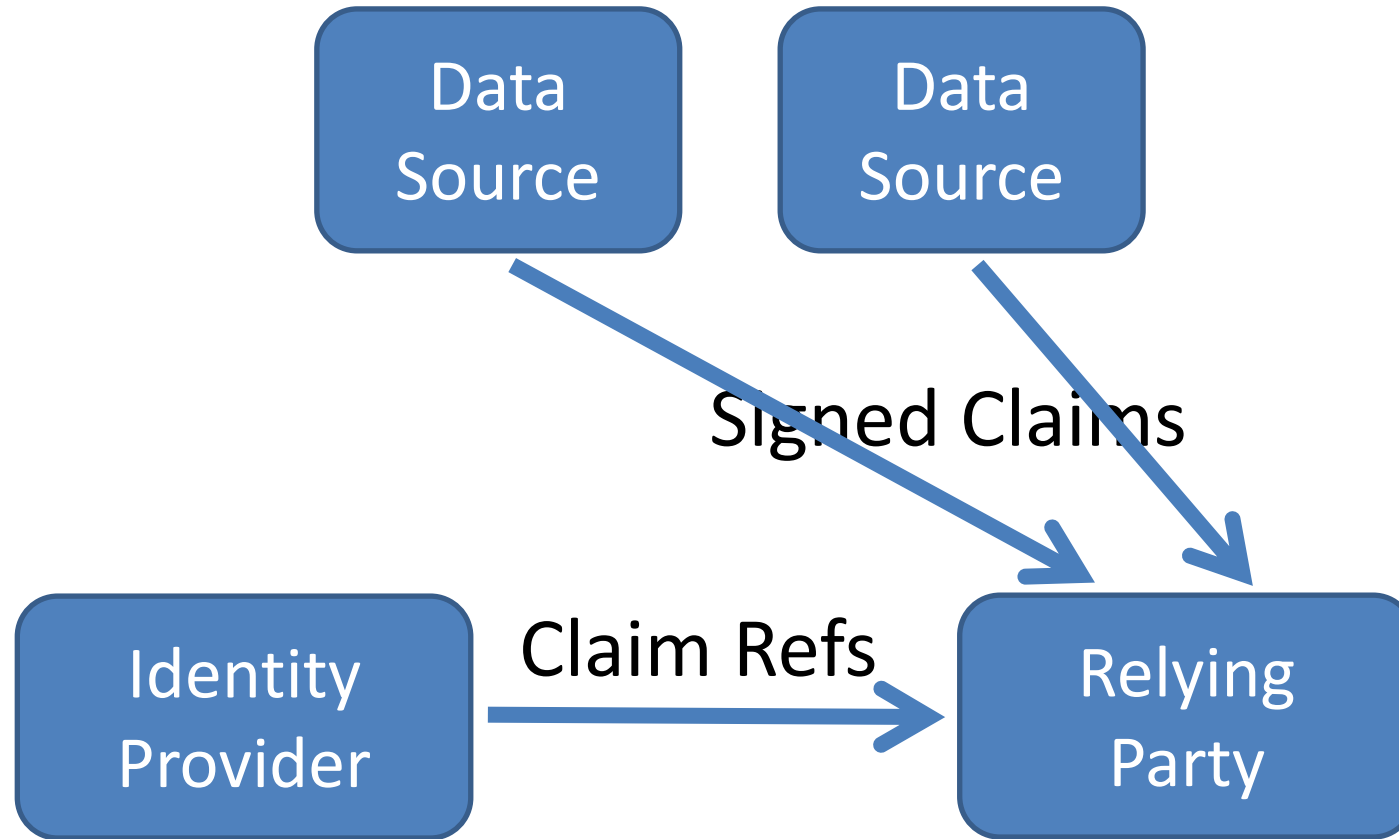 Data
Source
Data
Source
Signed Claims
Claim Refs
Identity
Provider
Relying
Party